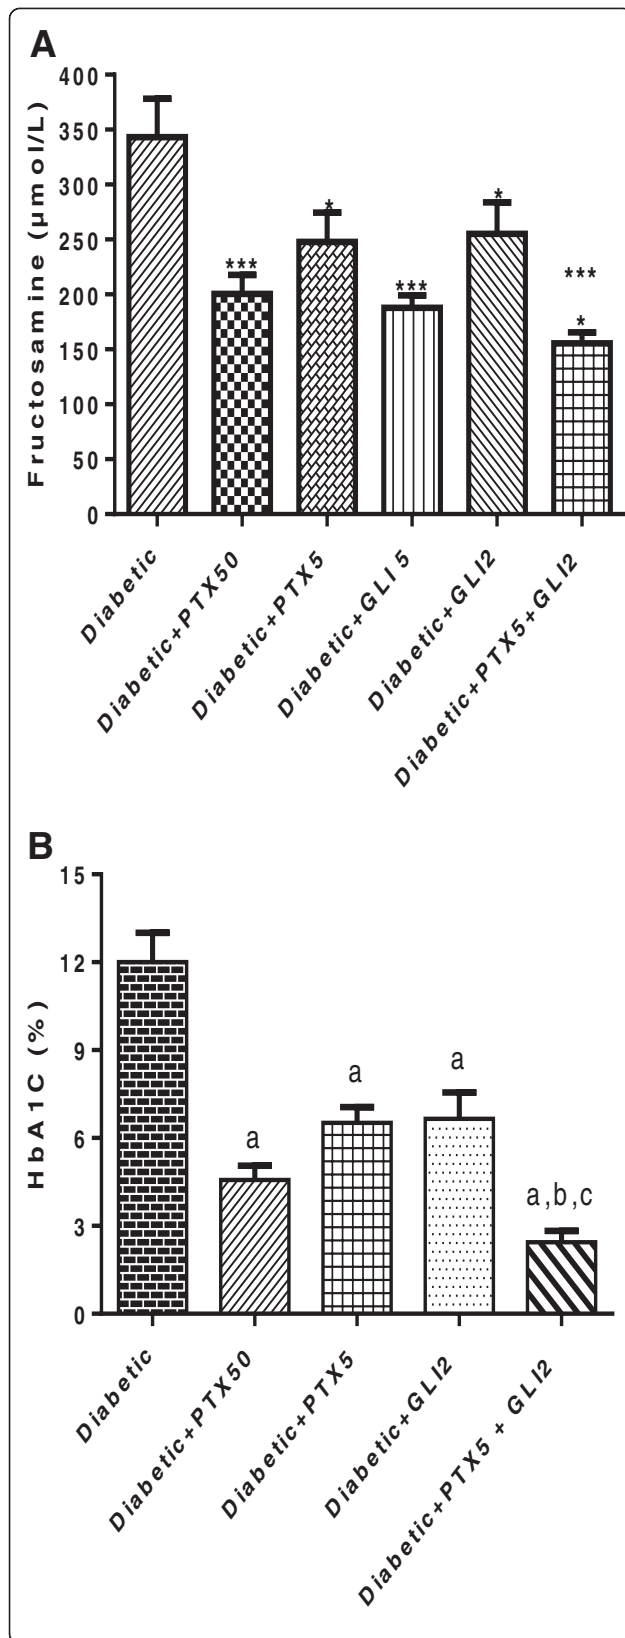 A
Fructosamine (µmol/L)
400
350
300
250
200
150
100
50
0
***
*
***
*
***
*
Diabetic
Diabetic+PTX50
Diabetic+PTX5
Diabetic+GLI5
Diabetic+GLI2
Diabetic+PTX5+GLI2
B
HbA1C (%)
15
12
9
6
3
0
a
a
a
a,b,c
Diabetic
Diabetic+PTX50
Diabetic+PTX5
Diabetic+GLI2
Diabetic+PTX5 + GLI2